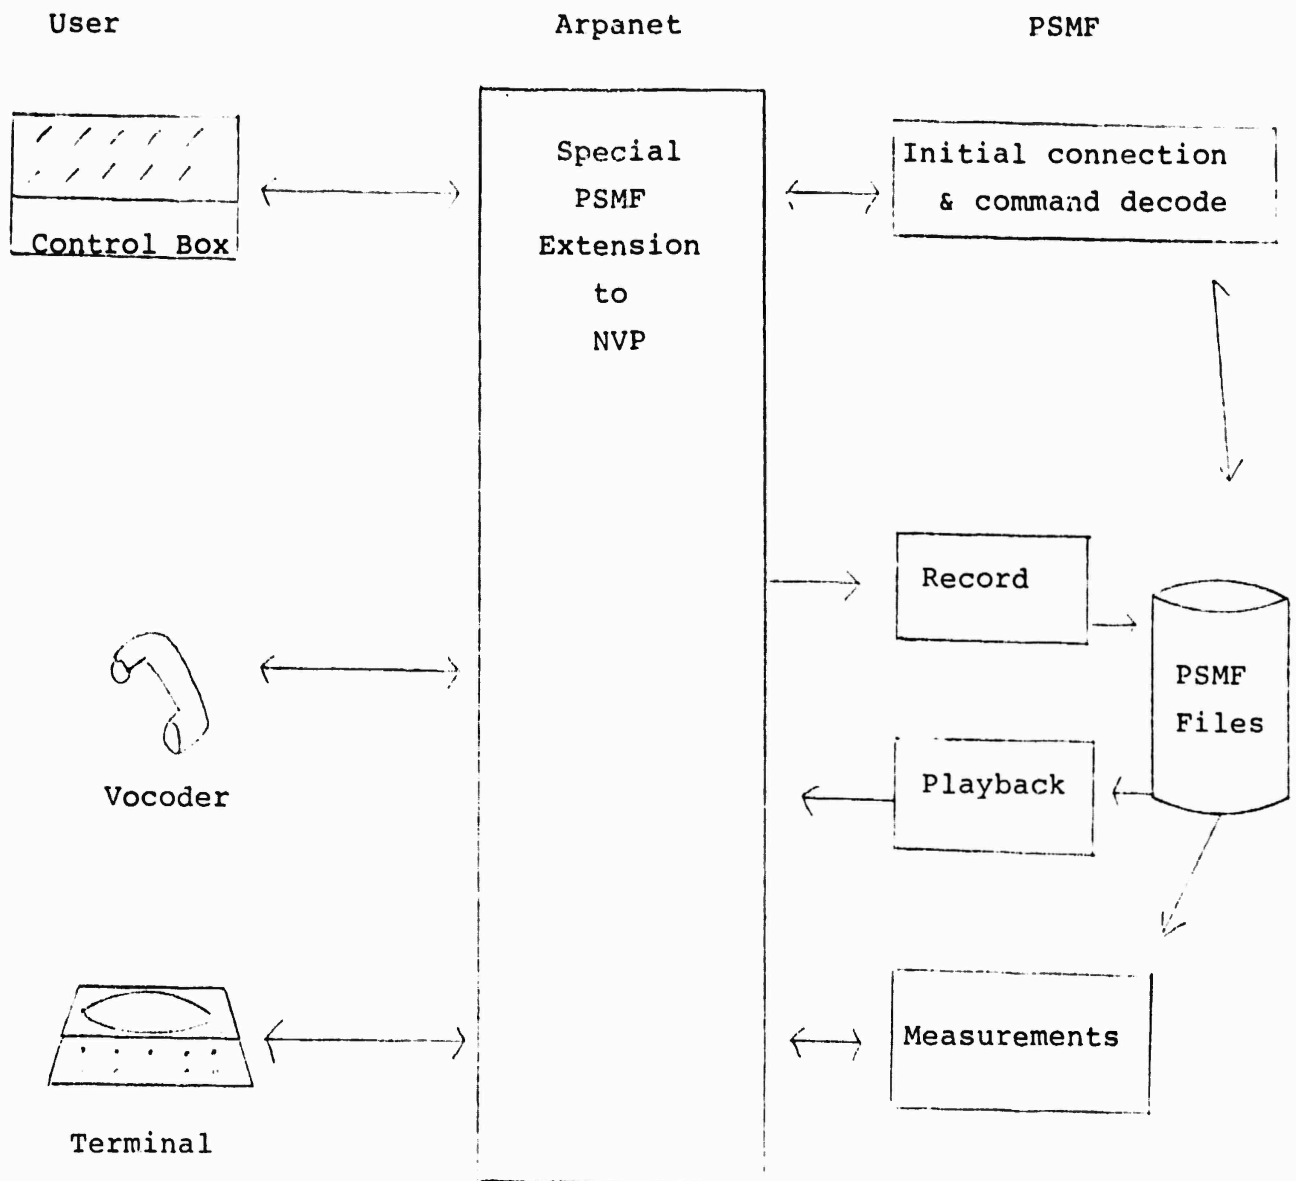 User
Arpanet
PSMF
Special
PSMF
Extension
to
NVP
Control Box
Initial connection
& command decode
Record
PSMF
Files
Playback
Vocoder
Measurements
Terminal